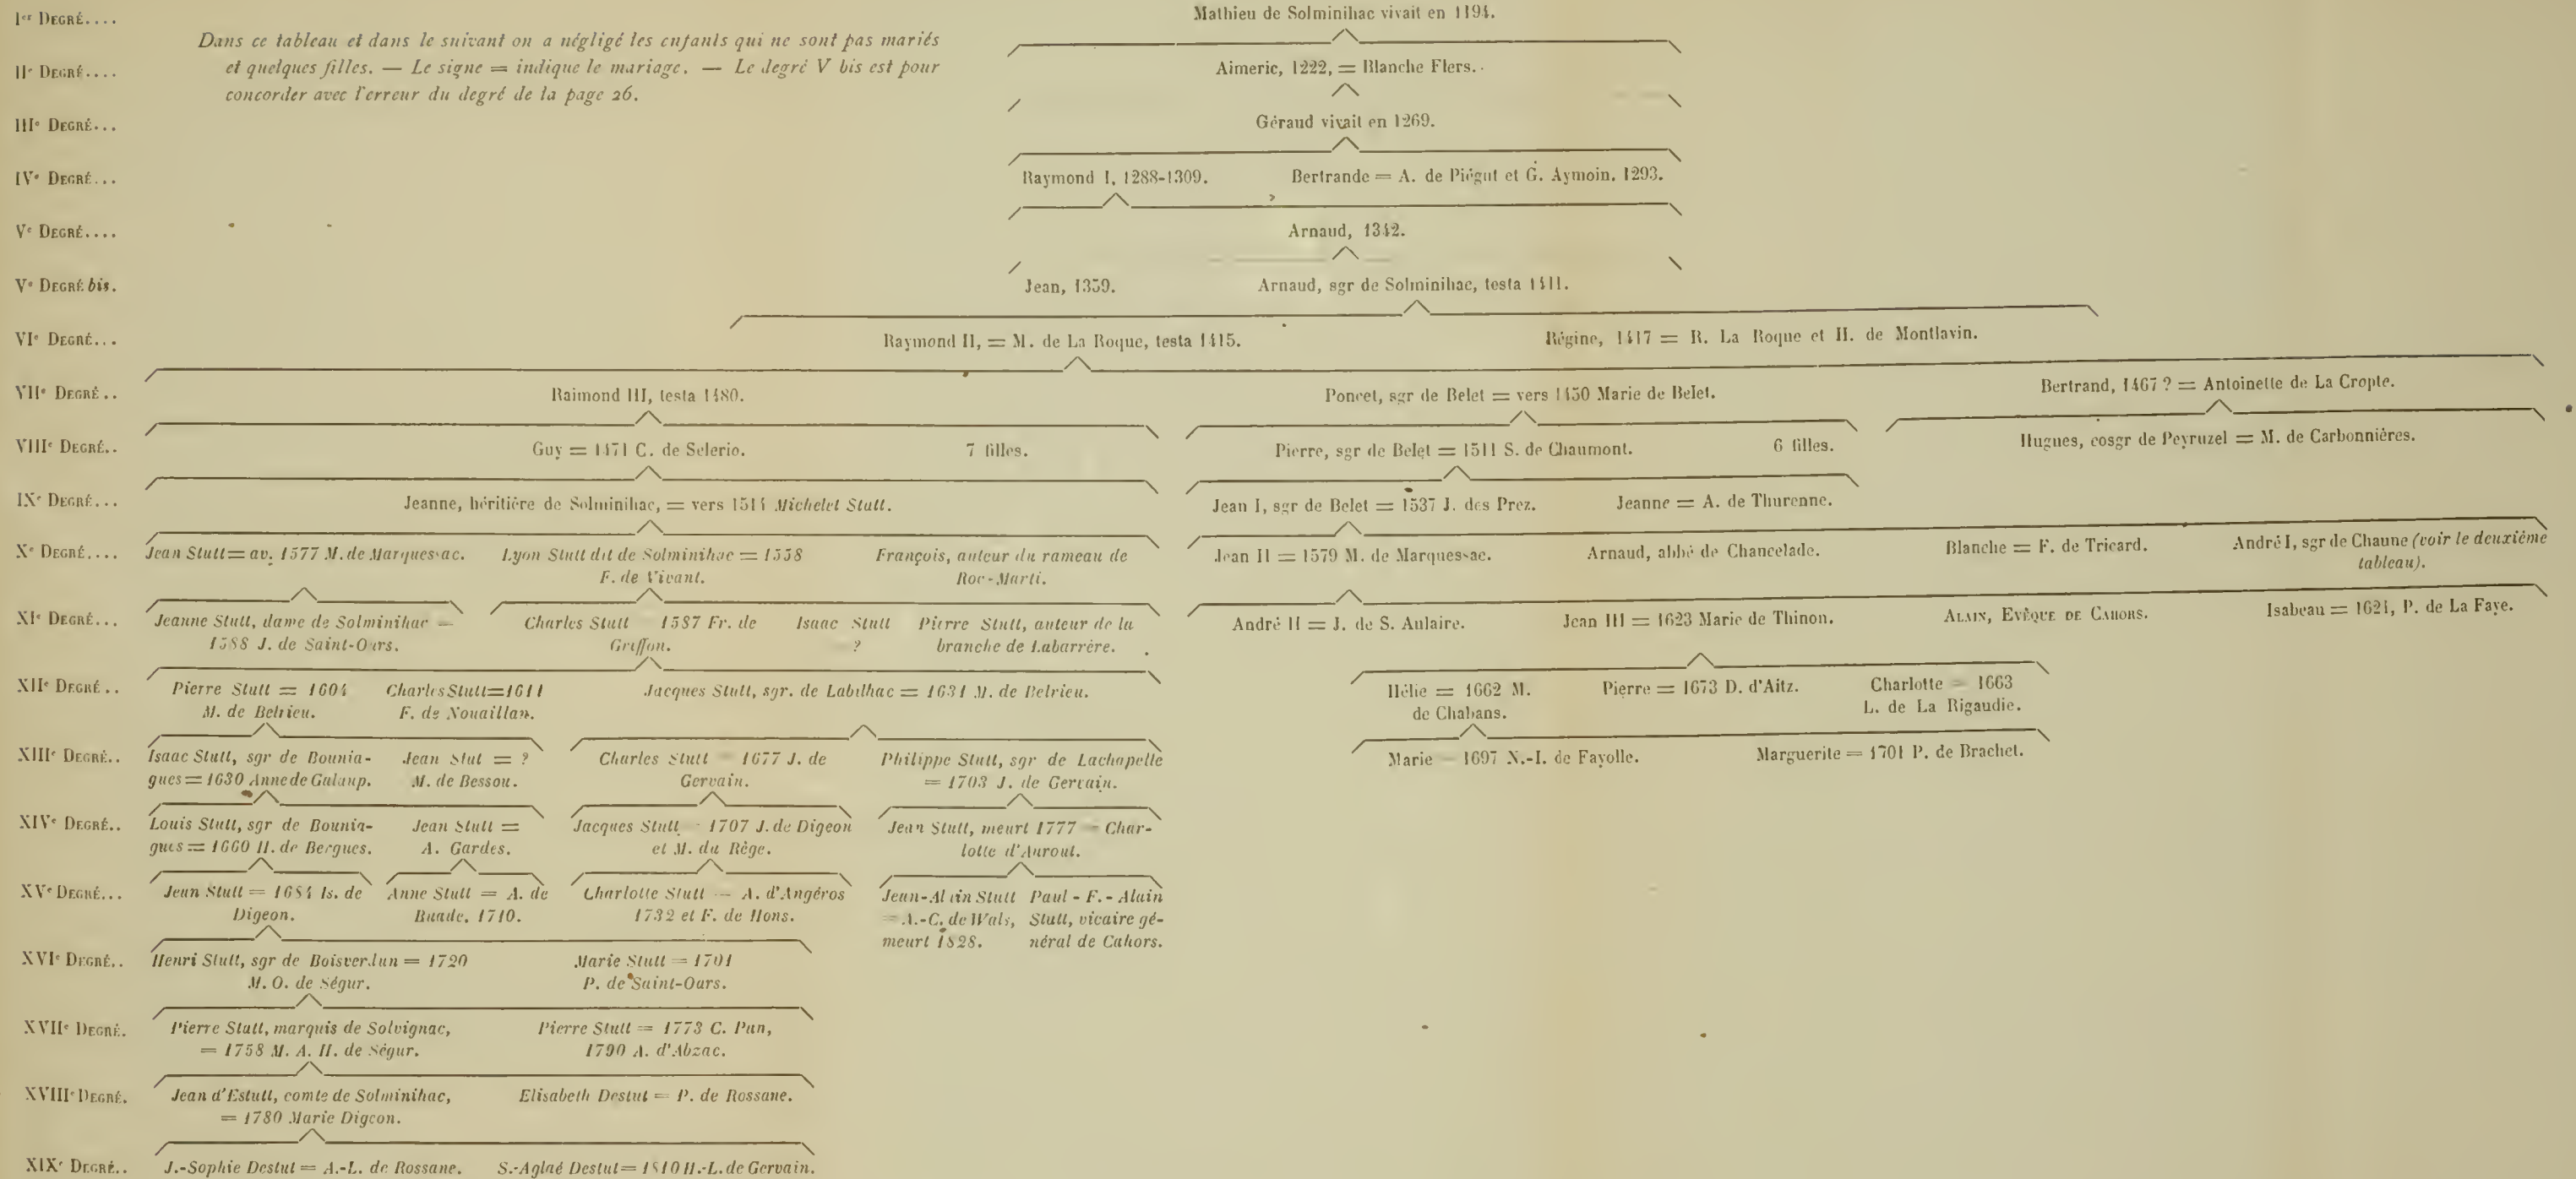 Iᵉʳ Degré.... Mathieu de Solminihac vivait en 1194.
Dans ce tableau et dans le suivant on a négligé les enfants qui ne sont pas mariés
et quelques filles. — Le signe = indique le mariage. — Le degré V bis est pour
concorder avec l'erreur du degré de la page 26.
IIᵉ Degré.... Aimeric, 1222, = Blanche Flers.
IIIᵉ Degré... Géraud vivait en 1269.
IVᵉ Degré... Raymond I, 1288-1309. Bertrande = A. de Piégut et G. Aymoin, 1293.
?
Vᵉ Degré.... Arnaud, 1342.
Vᵉ Degré bis. Jean, 1359. Arnaud, sgr de Solminihac, testa 1411.
VIᵉ Degré... Raymond II, = M. de La Roque, testa 1415. Régine, 1417 = R. La Roque et H. de Montlavin.
VIIᵉ Degré.. Raimond III, testa 1480. Poncet, sgr de Belet = vers 1450 Marie de Belet. Bertrand, 1467 ? = Antoinette de La Cropte.
VIIIᵉ Degré.. Guy = 1471 C. de Selerio. 7 filles. Pierre, sgr de Belet = 1511 S. de Chaumont. 6 filles. Hugues, cosgr de Peyruzel = M. de Carbonnières.
IXᵉ Degré... Jeanne, héritière de Solminihac, = vers 1514 Michelet Stutt. Jean I, sgr de Belet = 1537 J. des Prez. Jeanne = A. de Thurenne.
Xᵉ Degré.... Jean Stutt = av. 1577 M. de Marquessac. Lyon Stutt dit de Solminihac = 1558 François, auteur du rameau de Jean II = 1579 M. de Marquessac. Arnaud, abbé de Chancelade. Blanche = F. de Tricard. André I, sgr de Chaune (voir le deuxième
F. de Vivant. Roc-Marti. tableau).
XIᵉ Degré... Jeanne Stutt, dame de Solminihac = Charles Stutt 1587 Fr. de Isaac Stutt Pierre Stutt, auteur de la André II = J. de S. Aulaire. Jean III = 1623 Marie de Thinon. Alain, Evêque de Cahors. Isabeau = 1621, P. de La Faye.
1588 J. de Saint-Ours. Griffon. ? branche de Labarrère.
XIIᵉ Degré.. Pierre Stutt = 1604 Charles Stutt = 1611 Jacques Stutt, sgr. de Labilhac = 1631 M. de Belrieu. Hélie = 1662 M. Pierre = 1673 D. d'Aitz. Charlotte = 1663
M. de Belrieu. F. de Nouaillan. de Chabans. L. de La Rigaudie.
XIIIᵉ Degré.. Isaac Stutt, sgr de Bounia- Jean Stut = ? Charles Stutt = 1677 J. de Philippe Stutt, sgr de Lachapelle Marie = 1697 N.-I. de Fayolle. Marguerite = 1701 P. de Brachet.
gues = 1630 Anne de Galaup. M. de Bessou. Gervain. = 1703 J. de Gervain.
XIVᵉ Degré.. Louis Stutt, sgr de Bounia- Jean Stutt = Jacques Stutt 1707 J. de Digeon Jean Stutt, meurt 1777 = Char-
gues = 1660 H. de Bergues. A. Gardes. et M. du Rège. lotte d'Aurout.
XVᵉ Degré... Jean Stutt = 1684 Is. de Anne Stutt = A. de Charlotte Stutt = A. d'Angéros Jean-Alain Stutt Paul - F. - Alain
Digeon. Buade, 1710. 1732 et F. de Hons. = A.-C. de Wals, Stutt, vicaire gé-
meurt 1828. néral de Cahors.
XVIᵉ Degré.. Henri Stutt, sgr de Boisverdun = 1720 Marie Stutt = 1701
M. O. de Ségur. P. de Saint-Ours.
XVIIᵉ Degré. Pierre Stutt, marquis de Solvignac, Pierre Stutt = 1773 C. Pun,
= 1758 M. A. H. de Ségur. 1790 A. d'Abzac.
XVIIIᵉ Degré. Jean d'Estutt, comte de Solminihac, Elisabeth Destut = P. de Rossane.
= 1780 Marie Digeon.
XIXᵉ Degré.. J.-Sophie Destut = A.-L. de Rossane. S.-Aglaé Destut = 1810 H.-L. de Gervain.